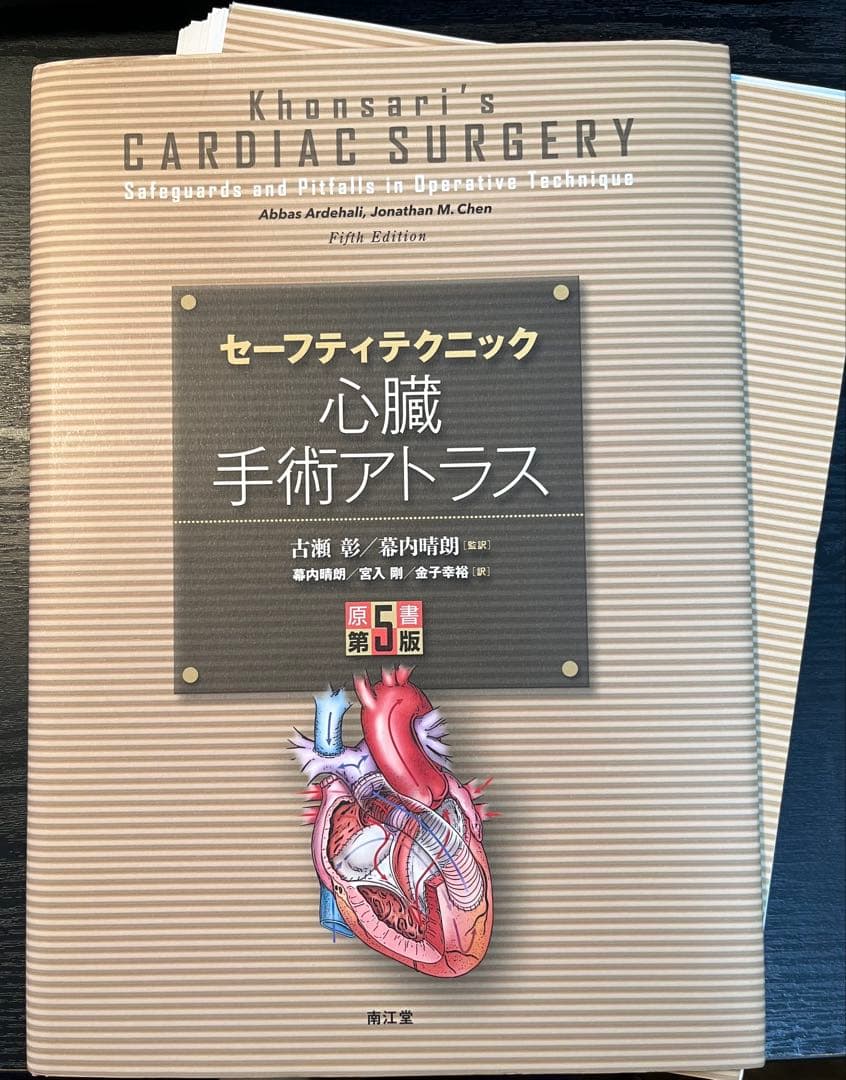 Khonsari's
CARDIAC SURGERY
Safeguards and Pitfalls in Operative Technique
Abbas Ardehali, Jonathan M. Chen
Fifth Edition
セーフティテクニック
心臓
手術アトラス
古瀬 彰／幕内晴朗［監訳］
幕内晴朗／宮入 剛／金子幸裕［訳］
原書
第5版
南江堂